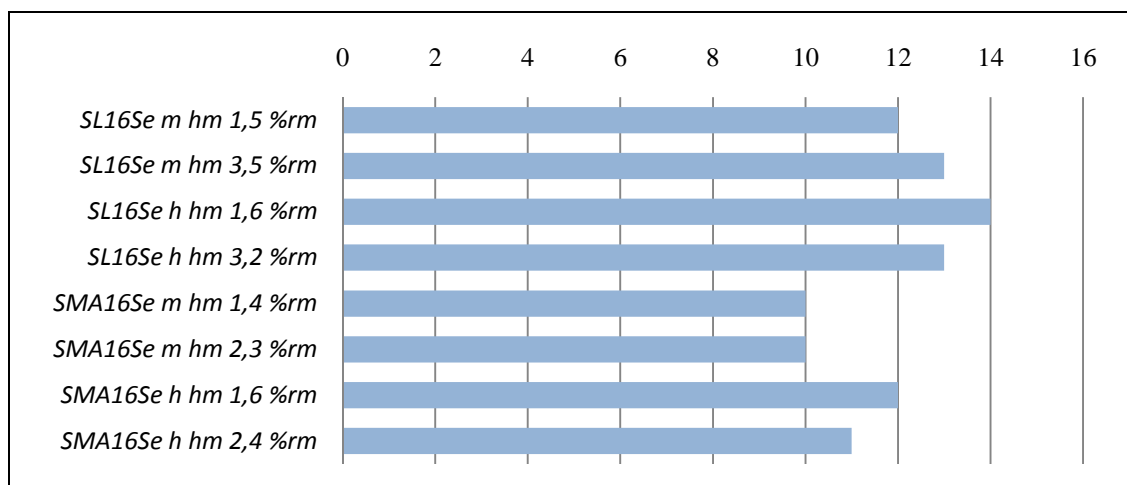 0 2 4 6 8 10 12 14 16
SL16Se m hm 1,5 %rm
SL16Se m hm 3,5 %rm
SL16Se h hm 1,6 %rm
SL16Se h hm 3,2 %rm
SMA16Se m hm 1,4 %rm
SMA16Se m hm 2,3 %rm
SMA16Se h hm 1,6 %rm
SMA16Se h hm 2,4 %rm